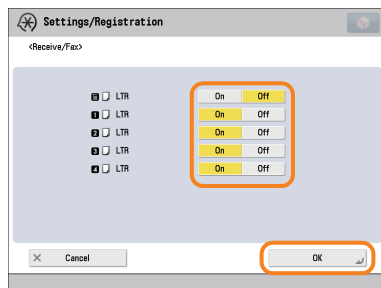 Settings/Registration
<Receive/Fax>
LTR On Off
1 LTR On Off
2 LTR On Off
3 LTR On Off
4 LTR On Off
× Cancel OK